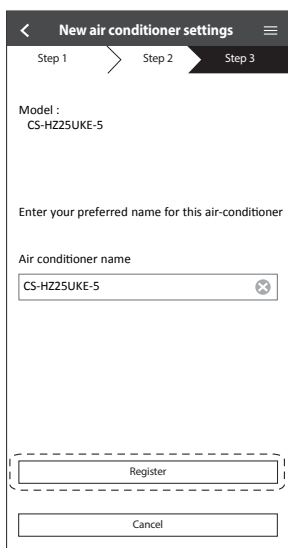 New air conditioner settings
Step 1 Step 2 Step 3
Model :
CS-HZ25UKE-5
Enter your preferred name for this air-conditioner
Air conditioner name
CS-HZ25UKE-5
Register
Cancel